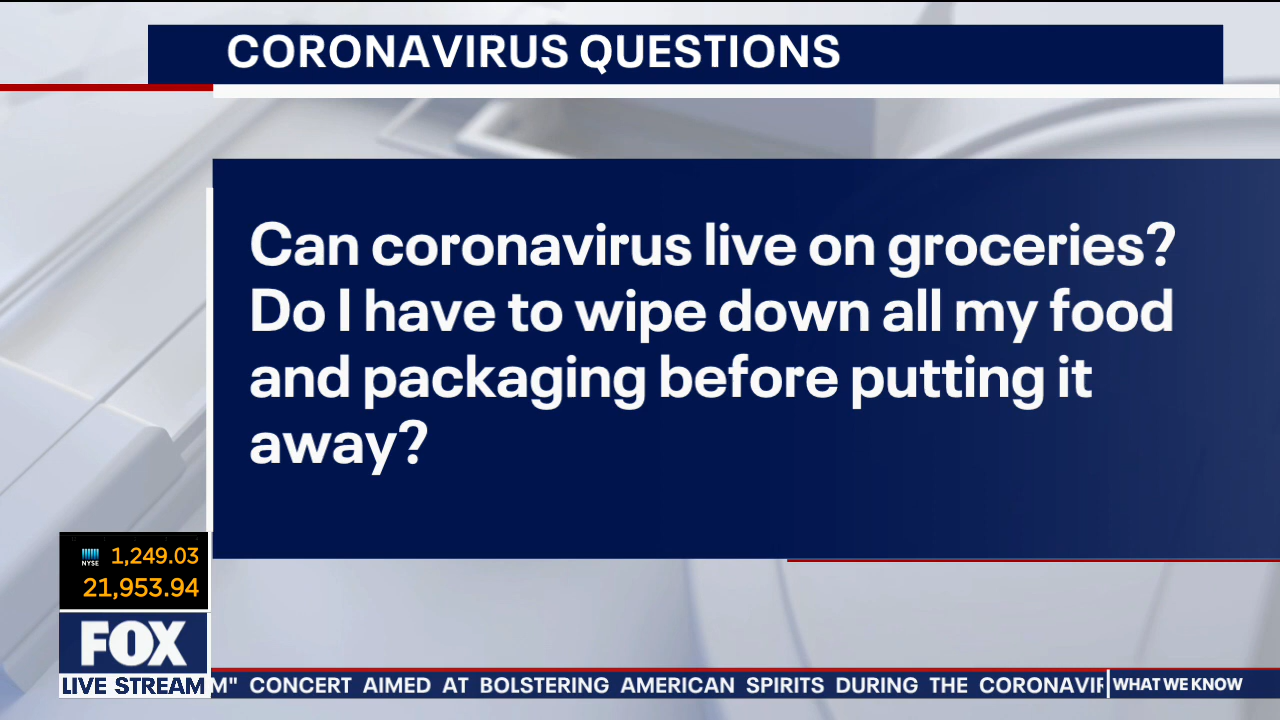 CORONAVIRUS QUESTIONS
Can coronavirus live on groceries?
Do I have to wipe down all my food
and packaging before putting it
away?
NYSE 1,249.03
21,953.94
FOX
LIVE STREAM
M" CONCERT AIMED AT BOLSTERING AMERICAN SPIRITS DURING THE CORONAVIR
WHAT WE KNOW